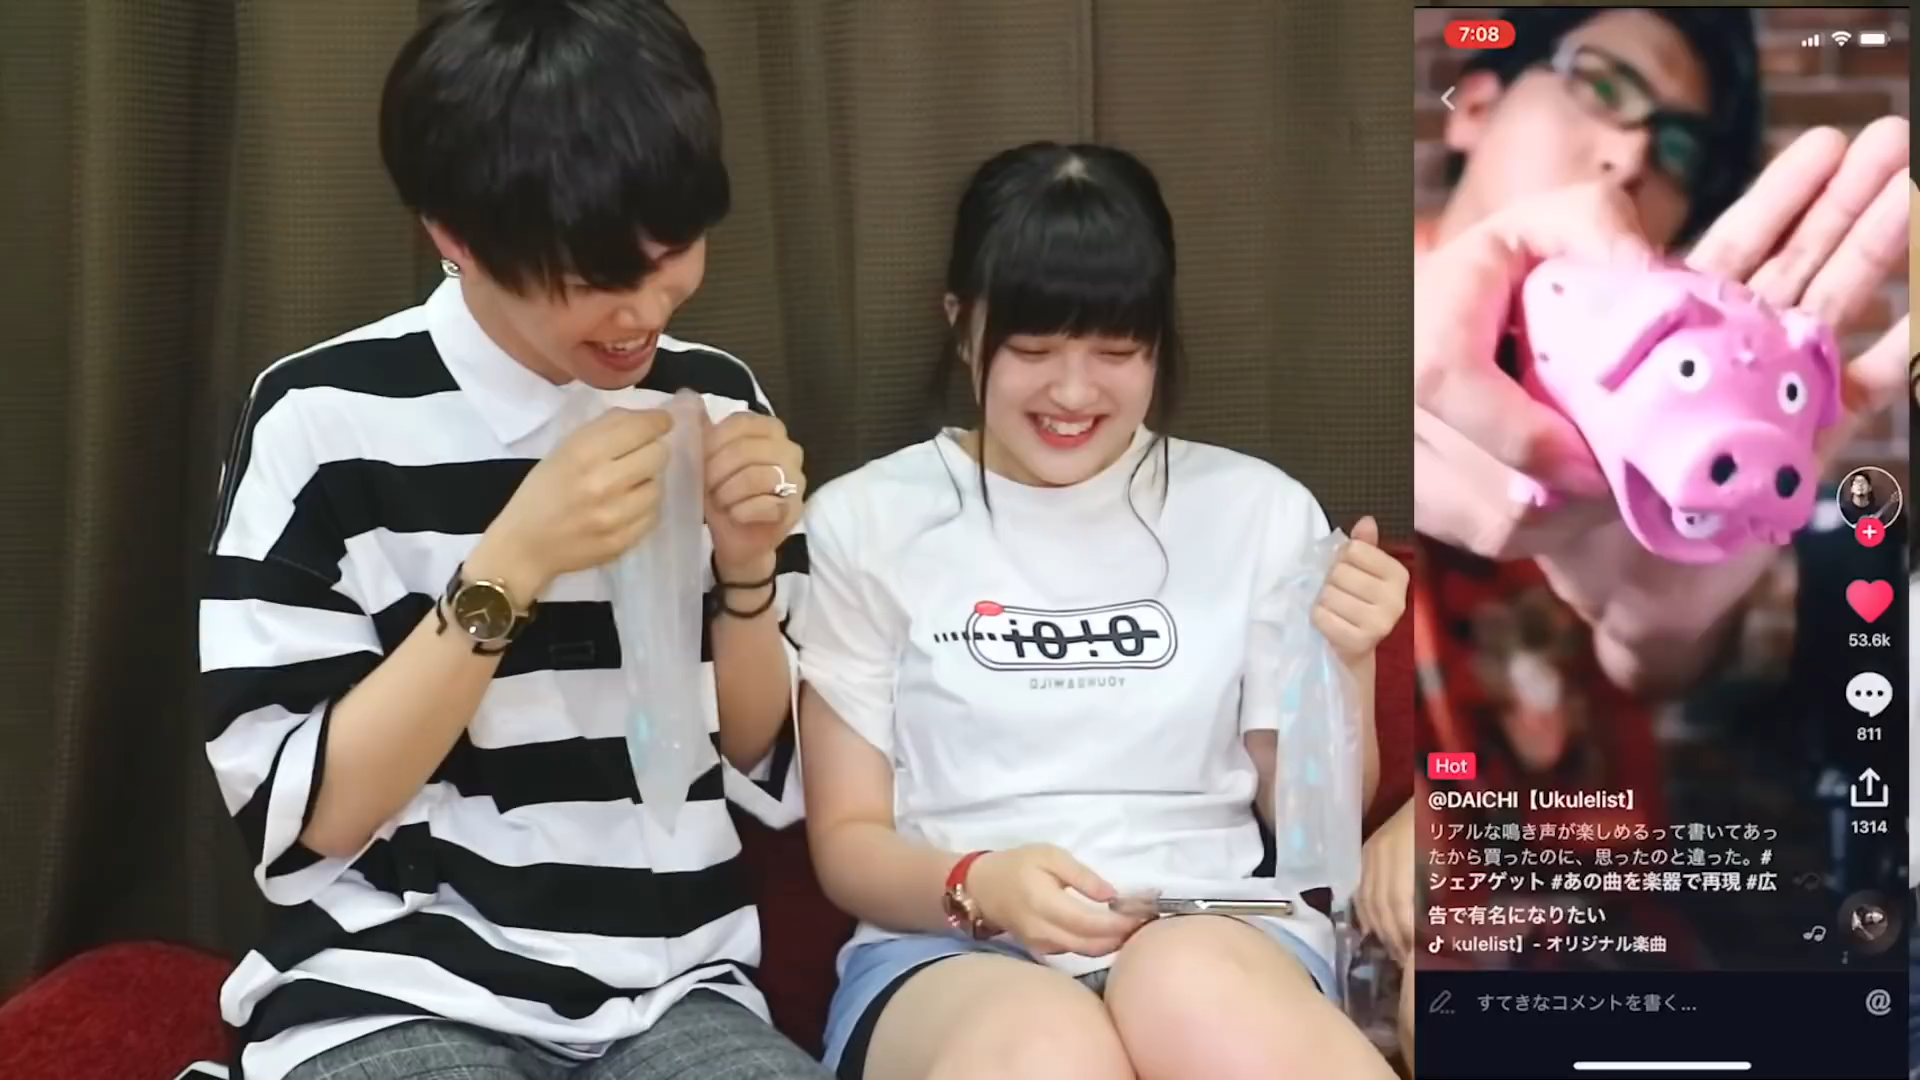 i0!0
OJIW&BHUOY
7:08
53.6k
811
1314
Hot
@DAICHI【Ukulelist】
リアルな鳴き声が楽しめるって書いてあっ
たから買ったのに、思ったのと違った。#
シェアゲット #あの曲を楽器で再現 #広
告で有名になりたい
kulelist】 - オリジナル楽曲
すてきなコメントを書く...
@